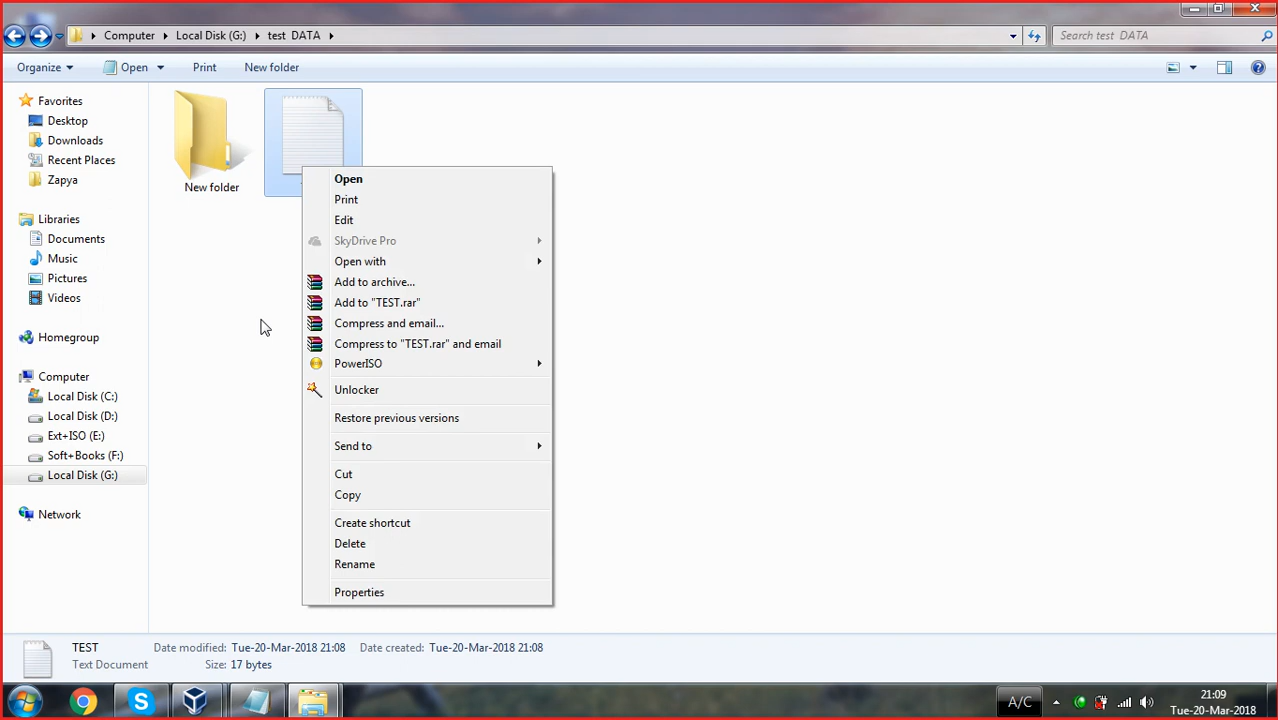 Computer Local Disk (G:) test DATA
Search test DATA
Organize Open Print New folder
Favorites
Desktop
Downloads
Recent Places
Zapya
Libraries
Documents
Music
Pictures
Videos
Homegroup
Computer
Local Disk (C:)
Local Disk (D:)
Ext+ISO (E:)
Soft+Books (F:)
Local Disk (G:)
Network
New folder
Open
Print
Edit
SkyDrive Pro
Open with
Add to archive...
Add to "TEST.rar"
Compress and email...
Compress to "TEST.rar" and email
PowerISO
Unlocker
Restore previous versions
Send to
Cut
Copy
Create shortcut
Delete
Rename
Properties
TEST Date modified: Tue-20-Mar-2018 21:08 Date created: Tue-20-Mar-2018 21:08
Text Document Size: 17 bytes
A/C
21:09
Tue-20-Mar-2018